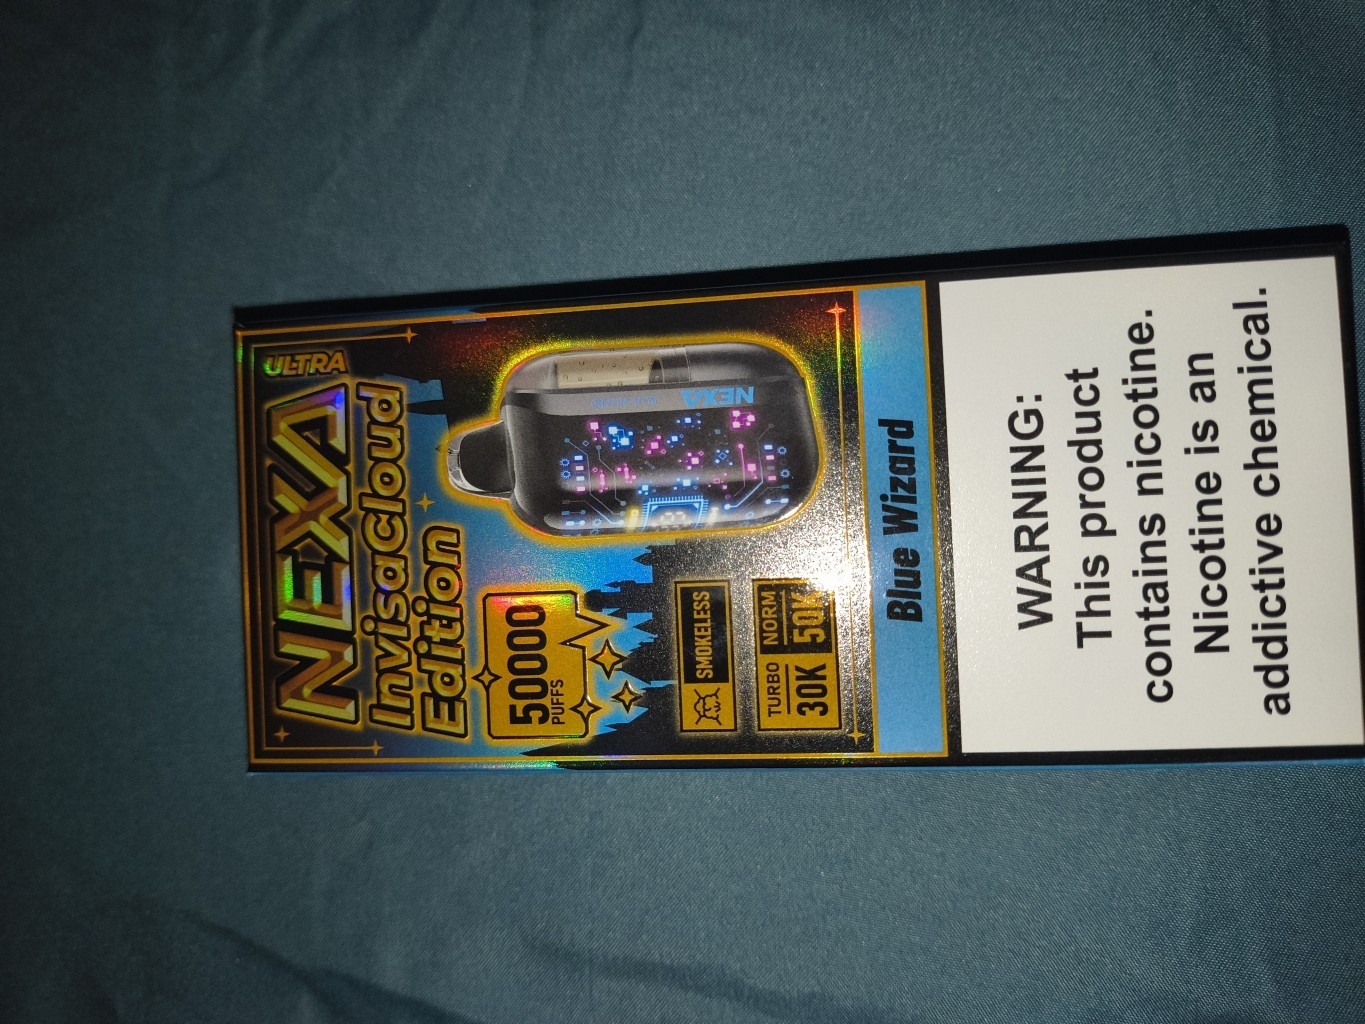 ULTRA
NEXA
InvisaCloud
Edition
50000
PUFFS
NEXA
SMOKELESS
TURBO
30K
NORM
50K
Blue Wizard
WARNING:
This product
contains nicotine.
Nicotine is an
addictive chemical.